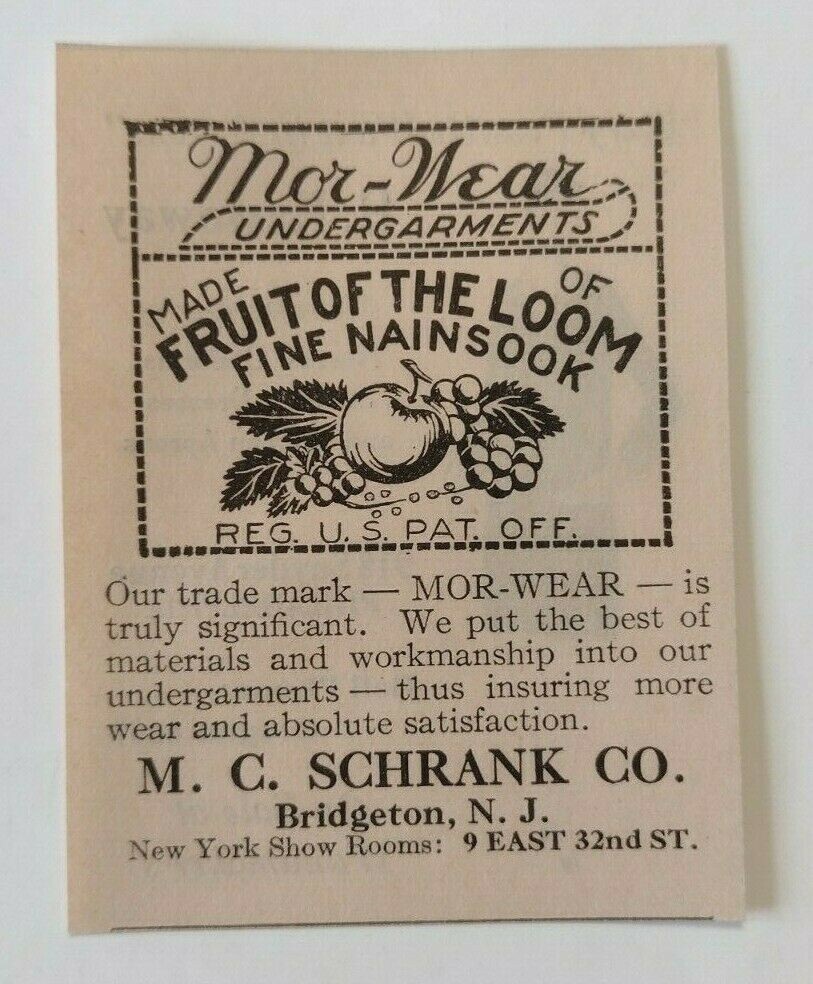 Mor-Wear
UNDERGARMENTS
MADE OF
FRUIT OF THE LOOM
FINE NAINSOOK
REG. U. S. PAT. OFF.
Our trade mark — MOR-WEAR — is
truly significant. We put the best of
materials and workmanship into our
undergarments — thus insuring more
wear and absolute satisfaction.
M. C. SCHRANK CO.
Bridgeton, N. J.
New York Show Rooms: 9 EAST 32nd ST.